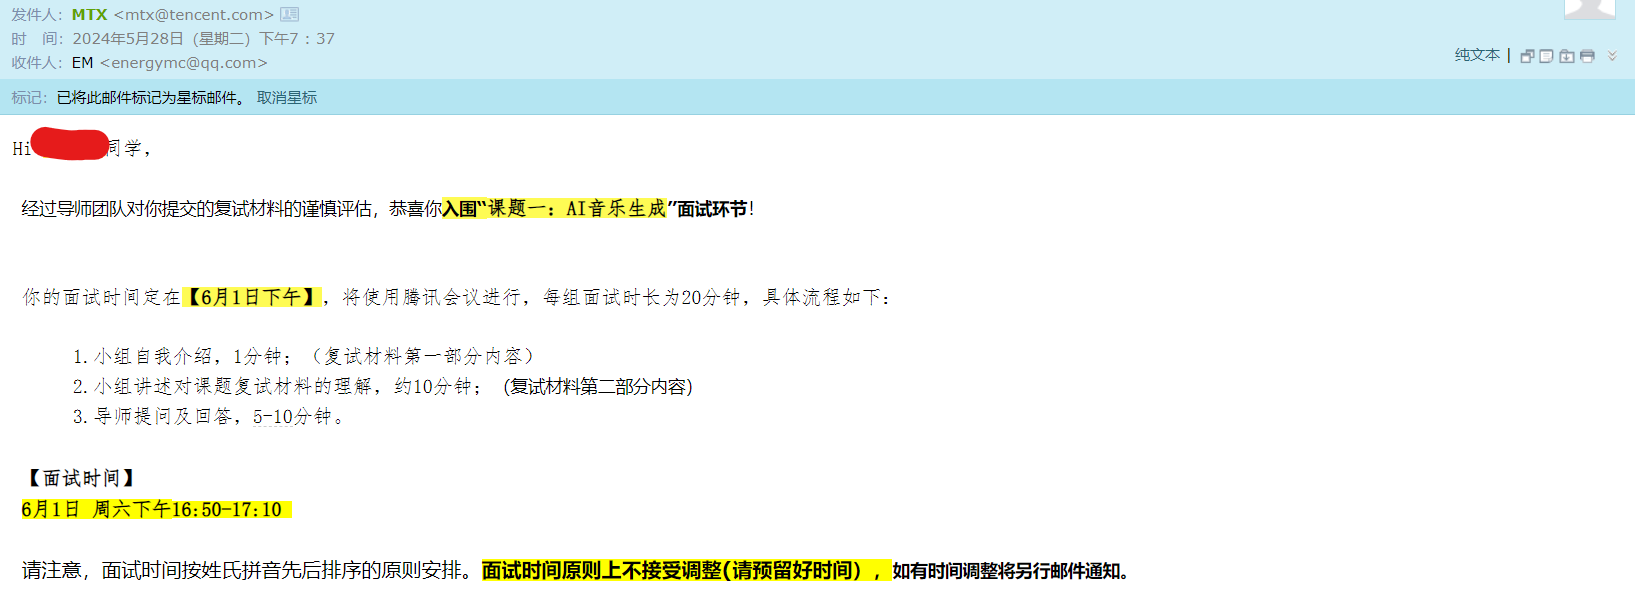 发件人：MTX <mtx@tencent.com>
时　间：2024年5月28日（星期二）下午7：37
收件人：EM <energymc@qq.com>
纯文本 |
标记：已将此邮件标记为星标邮件。 取消星标
Hi 同学，
经过导师团队对你提交的复试材料的谨慎评估，恭喜你入围“课题一：AI音乐生成”面试环节！
你的面试时间定在【6月1日下午】，将使用腾讯会议进行，每组面试时长为20分钟，具体流程如下：
1.小组自我介绍，1分钟；（复试材料第一部分内容）
2.小组讲述对课题复试材料的理解，约10分钟；（复试材料第二部分内容）
3.导师提问及回答，5-10分钟。
【面试时间】
6月1日 周六下午16:50-17:10
请注意，面试时间按姓氏拼音先后排序的原则安排。面试时间原则上不接受调整(请预留好时间），如有时间调整将另行邮件通知。